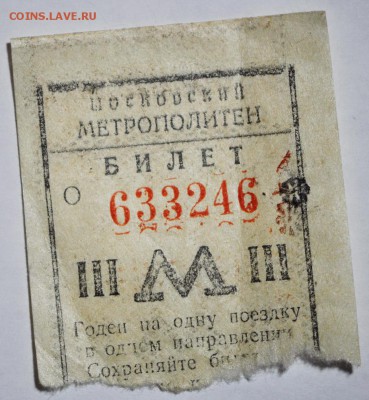 COINS.LAVE.RU
Московский
МЕТРОПОЛИТЕН
БИЛЕТ
О 633246
III М III
Годен на одну поездку
в одном направлении
Сохраняйте